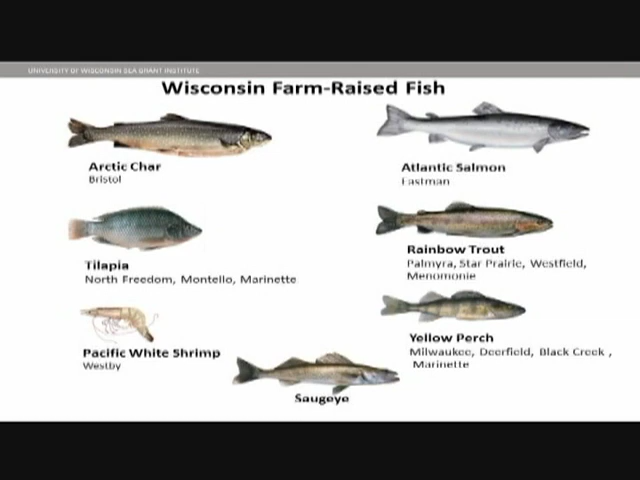 UNIVERSITY OF WISCONSIN SEA GRANT INSTITUTE
Wisconsin Farm-Raised Fish
Arctic Char
Bristol
Atlantic Salmon
Eastman
Tilapia
North Freedom, Montello, Marinette
Rainbow Trout
Palmyra, Star Prairie, Westfield,
Menomonie
Pacific White Shrimp
Westby
Yellow Perch
Milwaukee, Deerfield, Black Creek ,
Marinette
Saugeye